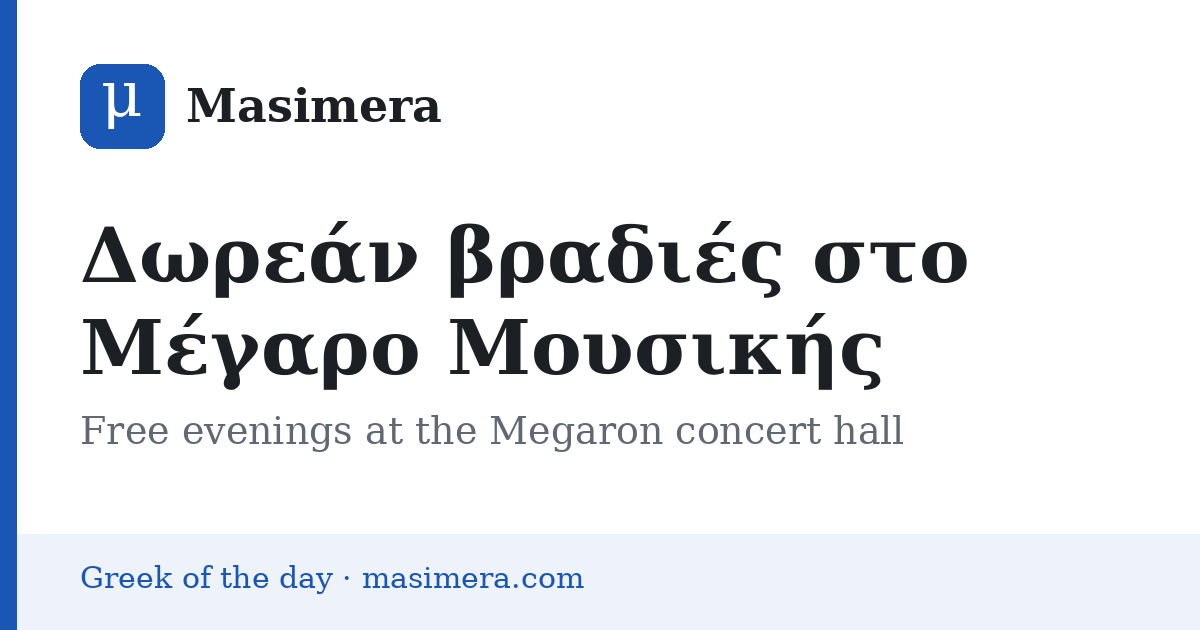 μ Masimera
Δωρεάν βραδιές στο
Μέγαρο Μουσικής
Free evenings at the Megaron concert hall
Greek of the day · masimera.com